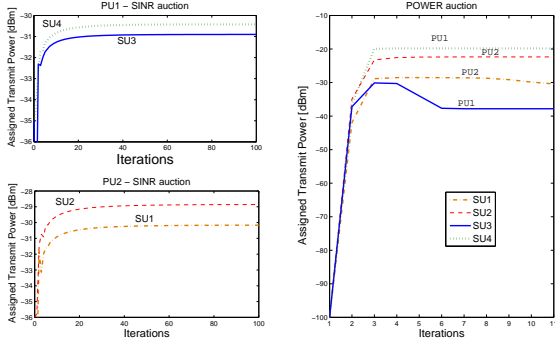 PU1 – SINR auction
Assigned Transmit Power [dBm]
-30
-31
-32
-33
-34
-35
-36
SU4
SU3
0 20 40 60 80 100
Iterations
PU2 – SINR auction
Assigned Transmit Power [dBm]
-28
-29
-30
-31
-32
-33
-34
-35
-36
SU2
SU1
0 20 40 60 80 100
Iterations
POWER auction
Assigned Transmit Power [dBm]
-10
-20
-30
-40
-50
-60
-70
-80
-90
-100
PU1
PU2
PU2
PU1
SU1
SU2
SU3
SU4
1 2 3 4 5 6 7 8 9 10 11
Iterations